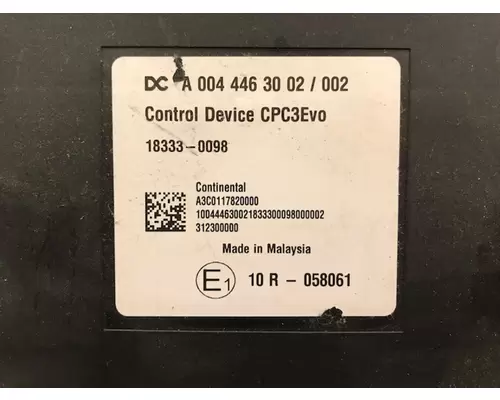 DC A 004 446 30 02 / 002
Control Device CPC3Evo
18333-0098
Continental
A3C0117820000
10044463002183330009800002
312300000
Made in Malaysia
E1 10 R - 058061